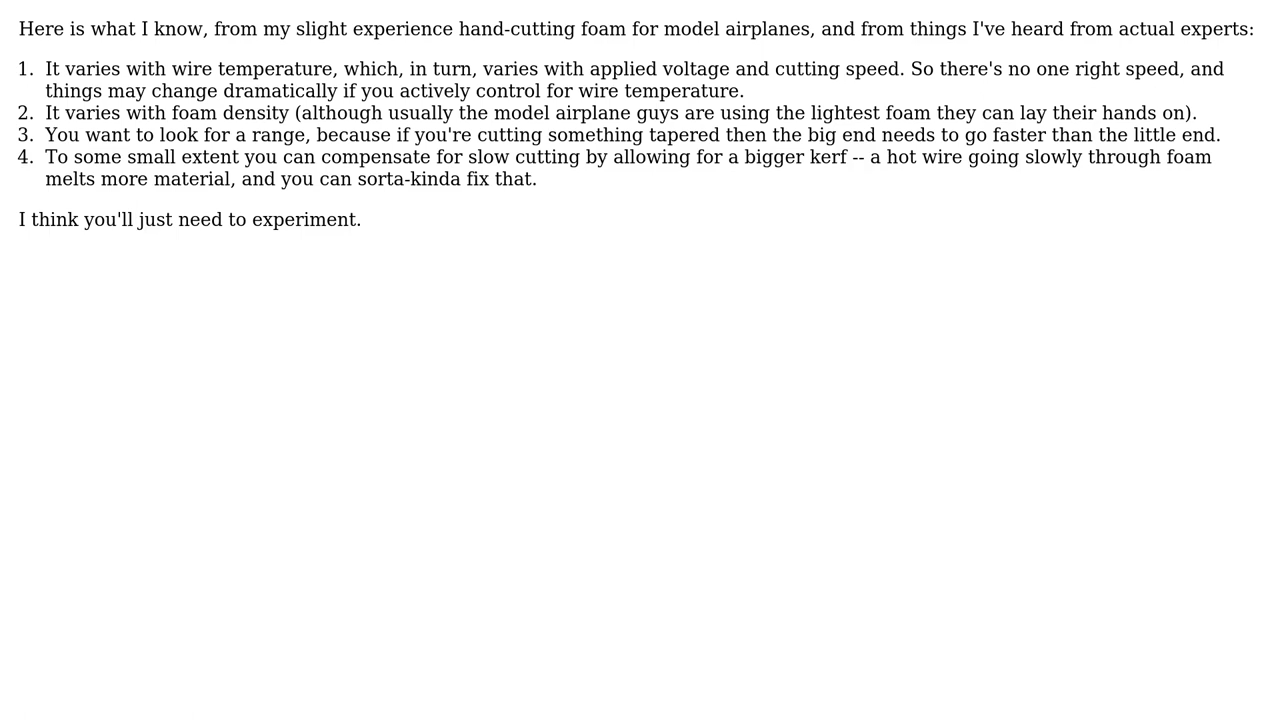 Here is what I know, from my slight experience hand-cutting foam for model airplanes, and from things I've heard from actual experts:
1. It varies with wire temperature, which, in turn, varies with applied voltage and cutting speed. So there's no one right speed, and
things may change dramatically if you actively control for wire temperature.
2. It varies with foam density (although usually the model airplane guys are using the lightest foam they can lay their hands on).
3. You want to look for a range, because if you're cutting something tapered then the big end needs to go faster than the little end.
4. To some small extent you can compensate for slow cutting by allowing for a bigger kerf -- a hot wire going slowly through foam
melts more material, and you can sorta-kinda fix that.
I think you'll just need to experiment.